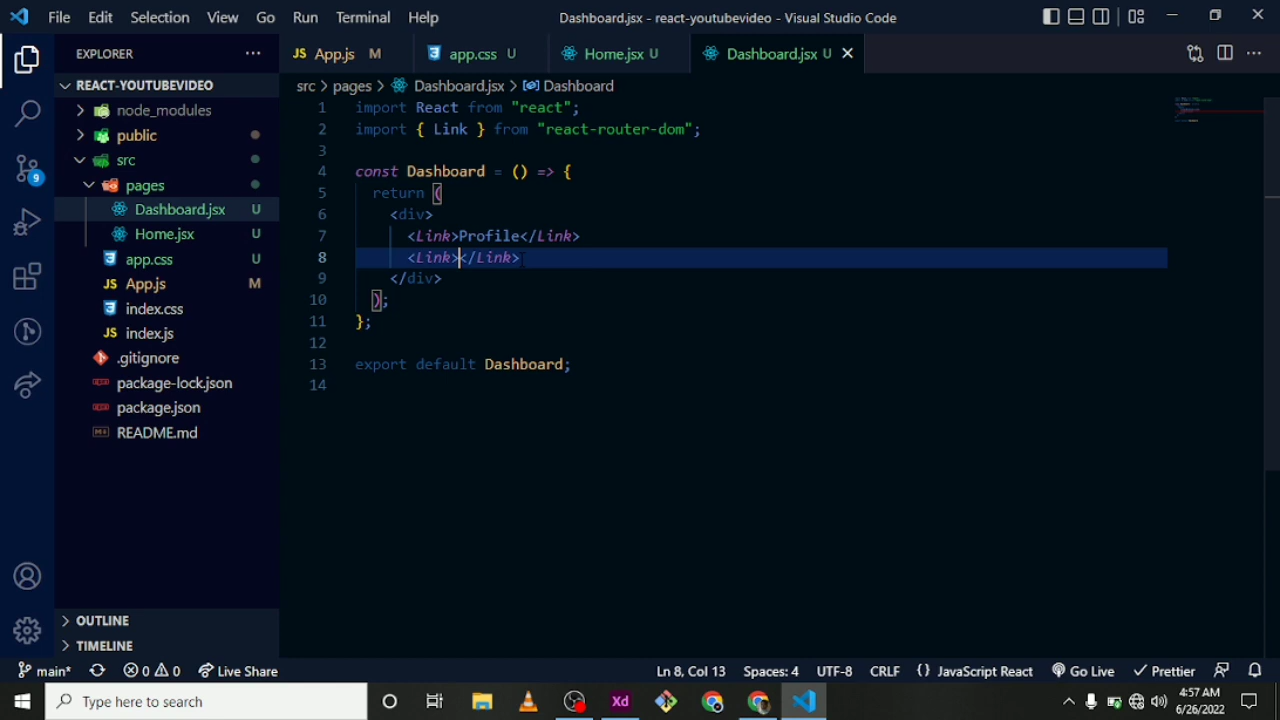 File Edit Selection View Go Run Terminal Help
Dashboard.jsx - react-youtubevideo - Visual Studio Code
EXPLORER
REACT-YOUTUBEVIDEO
node_modules
public
src
pages
Dashboard.jsx U
Home.jsx U
app.css U
JS App.js M
index.css
JS index.js
.gitignore
package-lock.json
package.json
README.md
OUTLINE
TIMELINE
9
JS App.js M
app.css U
Home.jsx U
Dashboard.jsx U
src > pages > Dashboard.jsx > Dashboard
1 import React from "react";
2 import { Link } from "react-router-dom";
3
4 const Dashboard = () => {
5 return (
6 <div>
7 <Link>Profile</Link>
8 <Link></Link>
9 </div>
10 );
11 };
12
13 export default Dashboard;
14
main* 0 0 Live Share
Ln 8, Col 13 Spaces: 4 UTF-8 CRLF {} JavaScript React Go Live Prettier
Type here to search
Xd
4:57 AM
6/26/2022